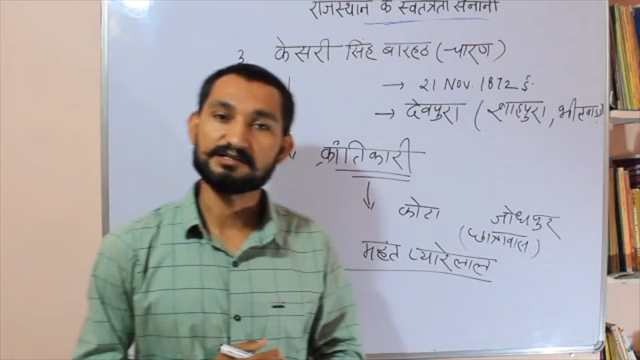 राजस्थान के स्वतंत्रता सेनानी
3. केसरी सिंह बारहठ (चारण)
→ 21 Nov. 1872 ई.
→ देवपुरा (शाहपुरा, भीलवाड़ा)
क्रांतिकारी
कोटा जोधपुर
(छात्रावास)
महंत प्यारेलाल